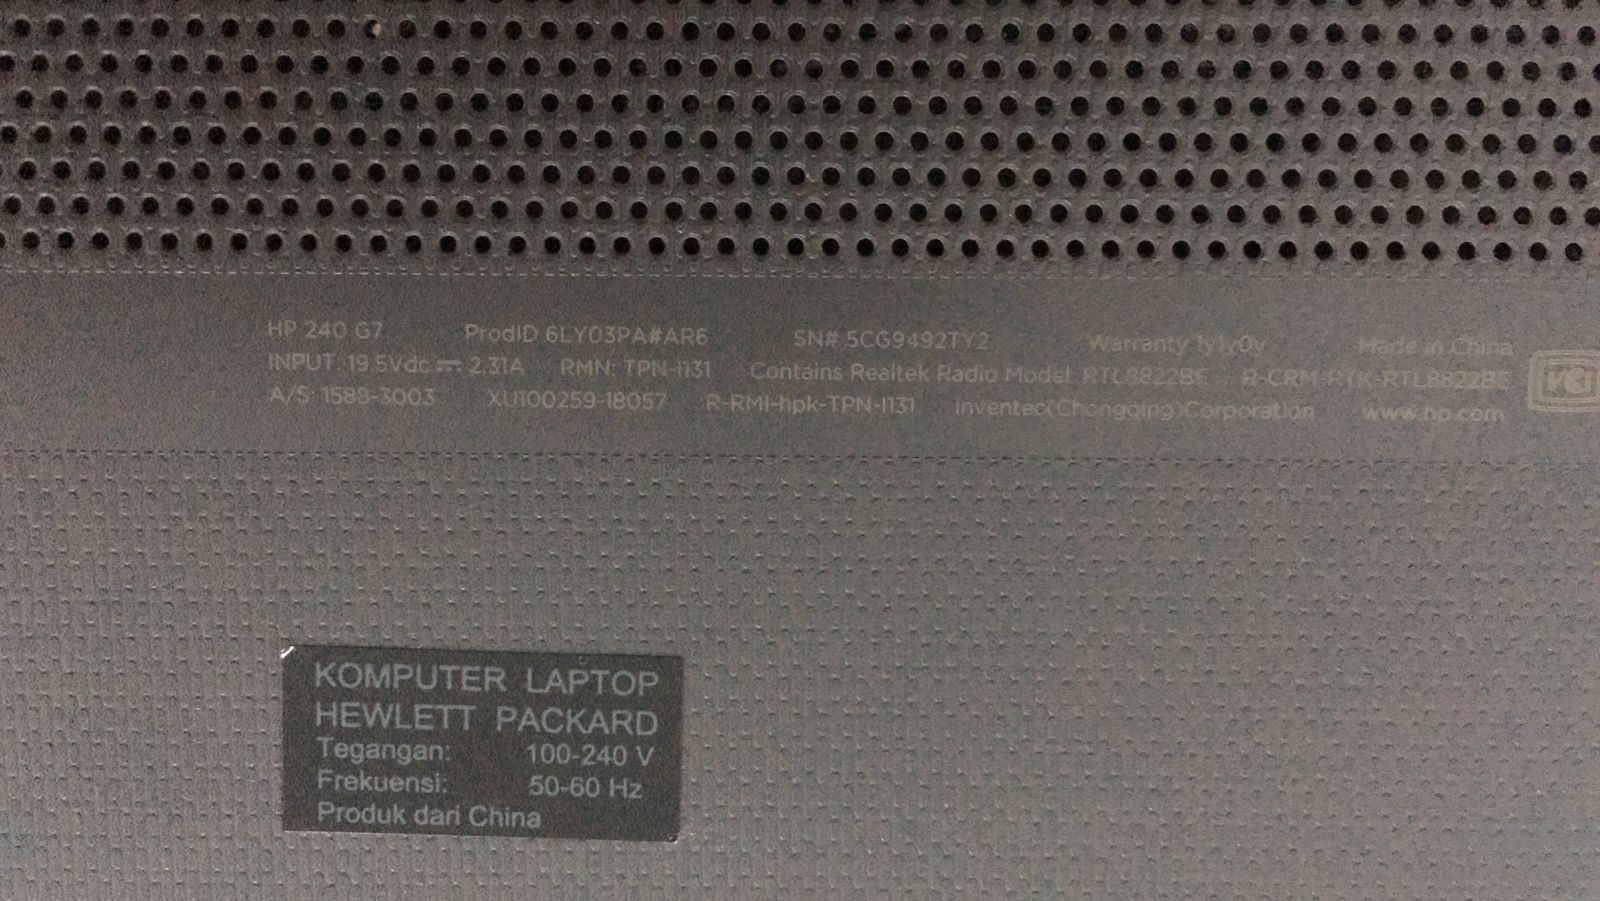 HP 240 G7 ProdID 6LY03PA#AR6 SN# 5CG9492TY2 Warranty 1y1y0y Made in China
INPUT: 19.5Vdc ⎓ 2.31A RMN: TPN-I131 Contains Realtek Radio Model: RTL8822BE R-CRM-RTK-RTL8822BE
A/S: 1588-3003 XU100259-18057 R-RMI-hpk-TPN-I131 Inventec(Chongqing)Corporation www.hp.com
KOMPUTER LAPTOP
HEWLETT PACKARD
Tegangan: 100-240 V
Frekuensi: 50-60 Hz
Produk dari China